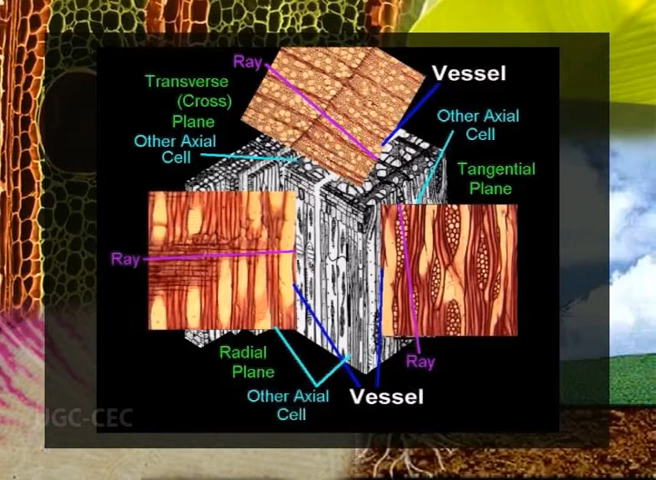 Ray
Vessel
Transverse
(Cross)
Plane
Other Axial
Cell
Other Axial
Cell
Tangential
Plane
Ray
Radial
Plane
Ray
Other Axial
Cell
Vessel
UGC-CEC